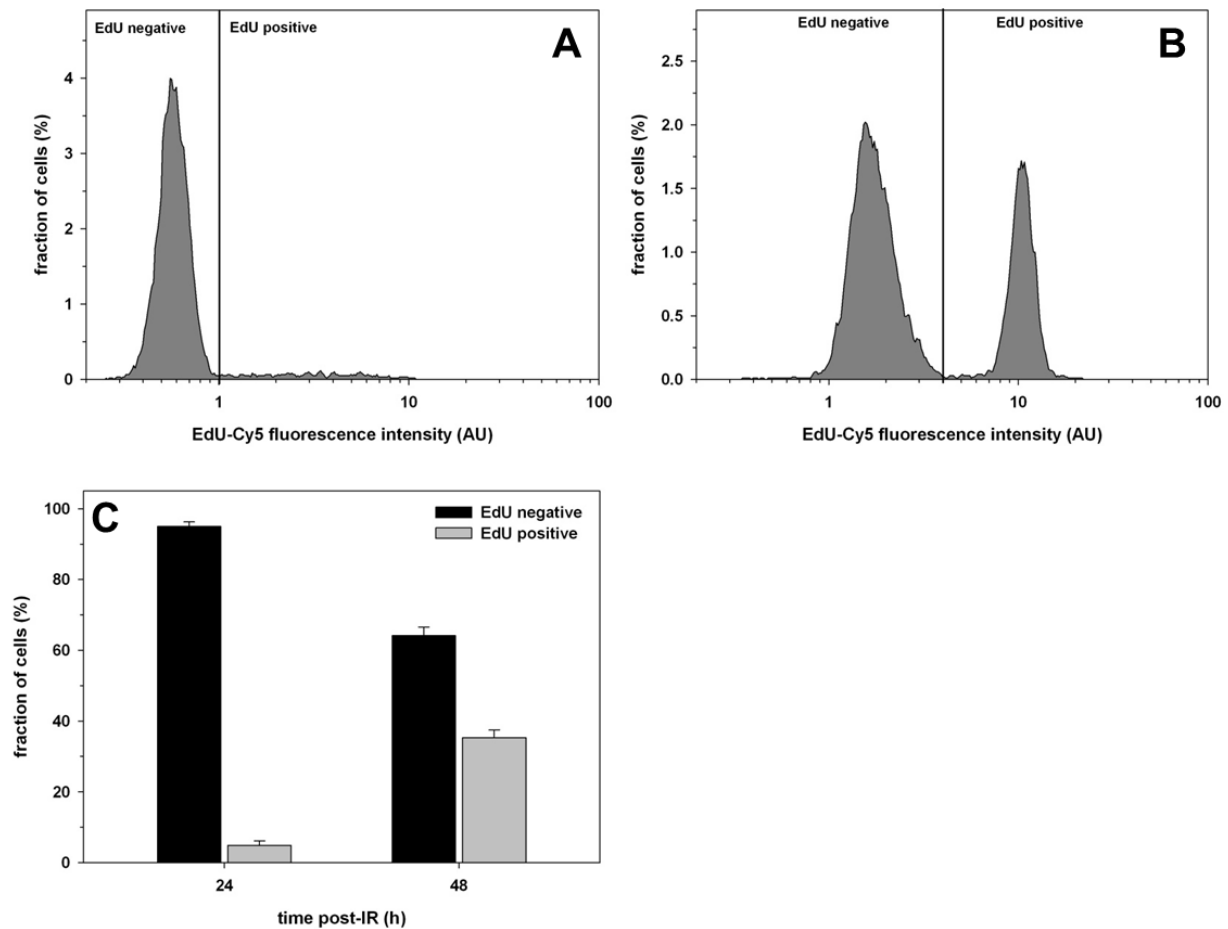 EdU negative EdU positive A
4
3
2
1
0
fraction of cells (%)
1 10 100
EdU-Cy5 fluorescence intensity (AU)
EdU negative EdU positive B
2.5
2.0
1.5
1.0
0.5
0.0
fraction of cells (%)
1 10 100
EdU-Cy5 fluorescence intensity (AU)
C
EdU negative
EdU positive
100
80
60
40
20
0
fraction of cells (%)
24 48
time post-IR (h)